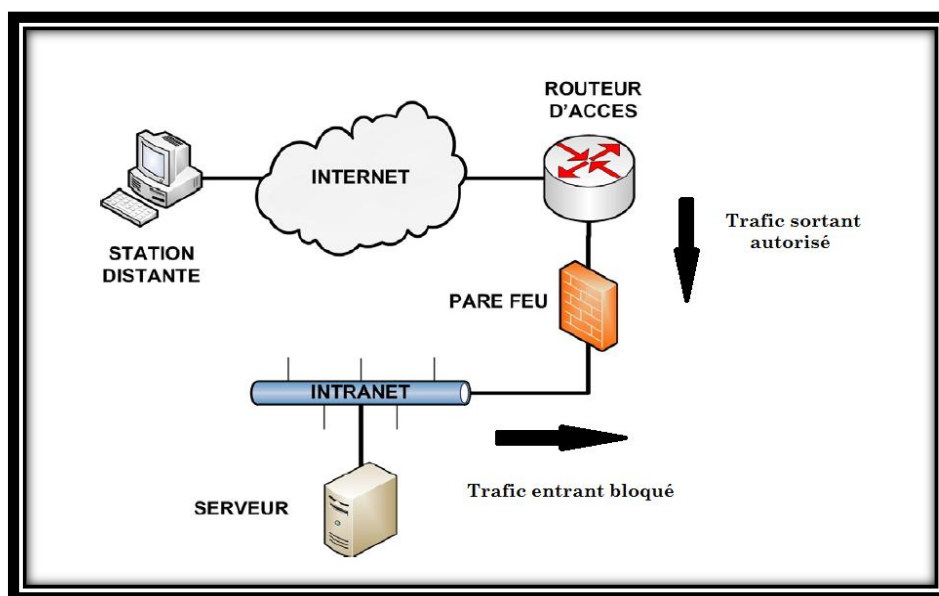 ROUTEUR
D'ACCES
INTERNET
STATION
DISTANTE
Trafic sortant
autorisé
PARE FEU
INTRANET
Trafic entrant bloqué
SERVEUR